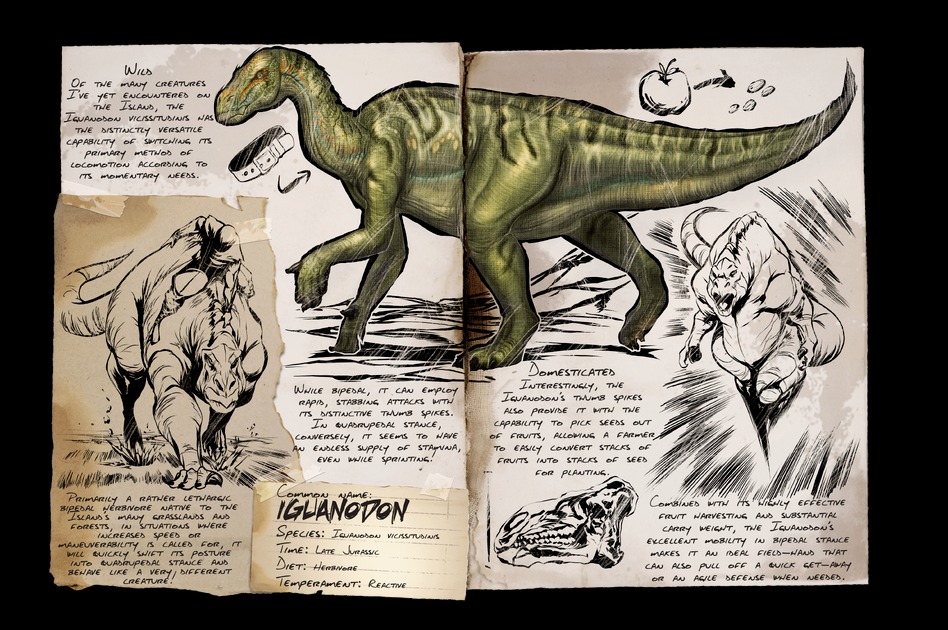 Wild
Of the many creatures
I've yet encountered on
the Island, the
Iguanodon vicissitudinis has
the distinctly versatile
capability of switching its
primary method of
locomotion according to
its momentary needs.
Primarily a rather lethargic
bipedal herbivore native to the
Island's many grasslands and
forests, in situations where
increased speed or
maneuverability is called for, it
will quickly shift its posture
into quadrupedal stance and
behave like a very different
creature.
While bipedal, it can employ
rapid, stabbing attacks with
its distinctive thumb spikes.
In quadrupedal stance,
conversely, it seems to have
an endless supply of stamina,
even while sprinting!
Common name:
Iguanodon
Species: Iguanodon vicissitudinis
Time: Late Jurassic
Diet: Herbivore
Temperament: Reactive
Domesticated
Interestingly, the
Iguanodon's thumb spikes
also provide it with the
capability to pick seeds out
of fruits, allowing a farmer
to easily convert stacks of
fruits into stacks of seed
for planting.
Combined with its highly effective
fruit harvesting and substantial
carry weight, the Iguanodon's
excellent mobility in bipedal stance
makes it an ideal field-hand that
can also pull off a quick get-away
or an agile defense when needed.